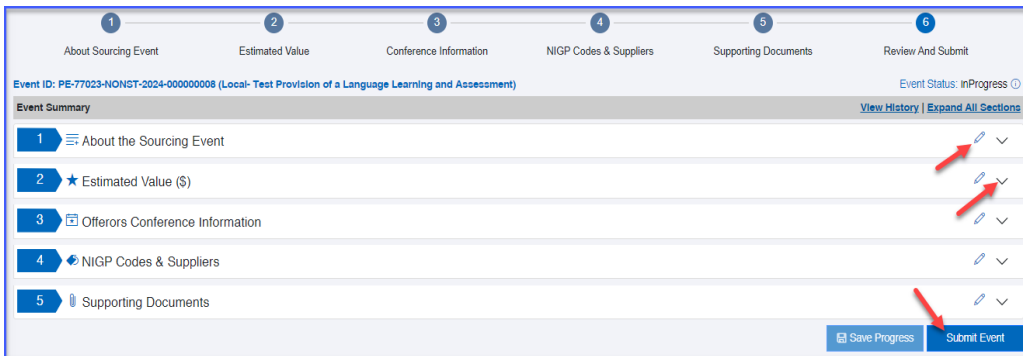 1 2 3 4 5 6
About Sourcing Event Estimated Value Conference Information NIGP Codes & Suppliers Supporting Documents Review And Submit
Event ID: PE-77023-NONST-2024-000000008 (Local- Test Provision of a Language Learning and Assessment) Event Status: InProgress
Event Summary View History | Expand All Sections
1 About the Sourcing Event
2 Estimated Value ($)
3 Offerors Conference Information
4 NIGP Codes & Suppliers
5 Supporting Documents
Save Progress Submit Event